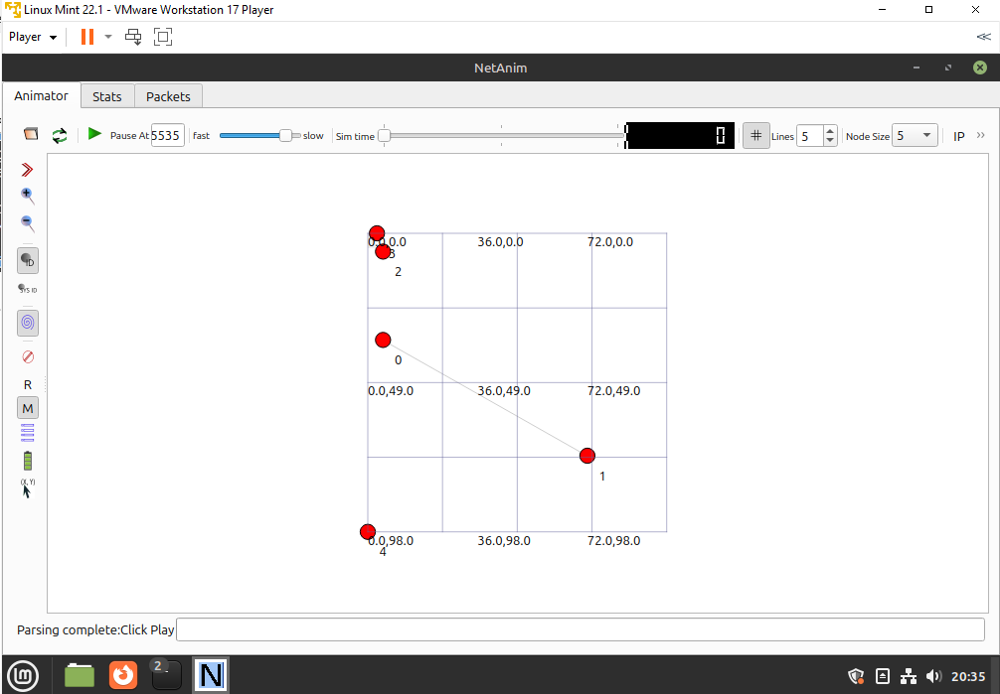 Linux Mint 22.1 - VMware Workstation 17 Player
Player
NetAnim
Animator Stats Packets
Pause At 5535 fast slow Sim time 0 Lines 5 Node Size 5 IP
ID
SYS ID
R
M
(X, Y)
0.0,0.0 36.0,0.0 72.0,0.0
3
2
0
0.0,49.0 36.0,49.0 72.0,49.0
1
0.0,98.0 36.0,98.0 72.0,98.0
4
Parsing complete:Click Play
2 N 20:35